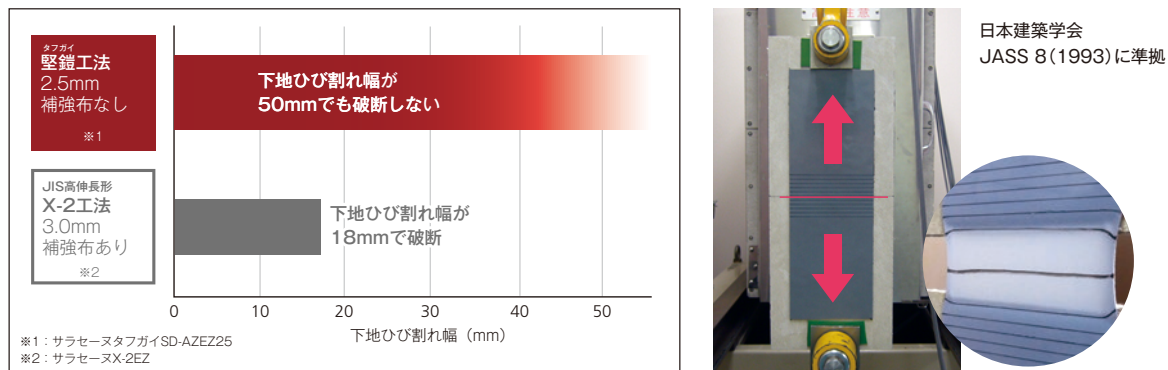 タフガイ
堅鎧工法
2.5mm
補強布なし
※1
下地ひび割れ幅が
50mmでも破断しない
JIS高伸長形
X-2工法
3.0mm
補強布あり
※2
下地ひび割れ幅が
18mmで破断
0 10 20 30 40 50
下地ひび割れ幅（mm）
※1：サラセーヌタフガイSD-AZEZ25
※2：サラセーヌX-2EZ
日本建築学会
JASS 8（1993）に準拠